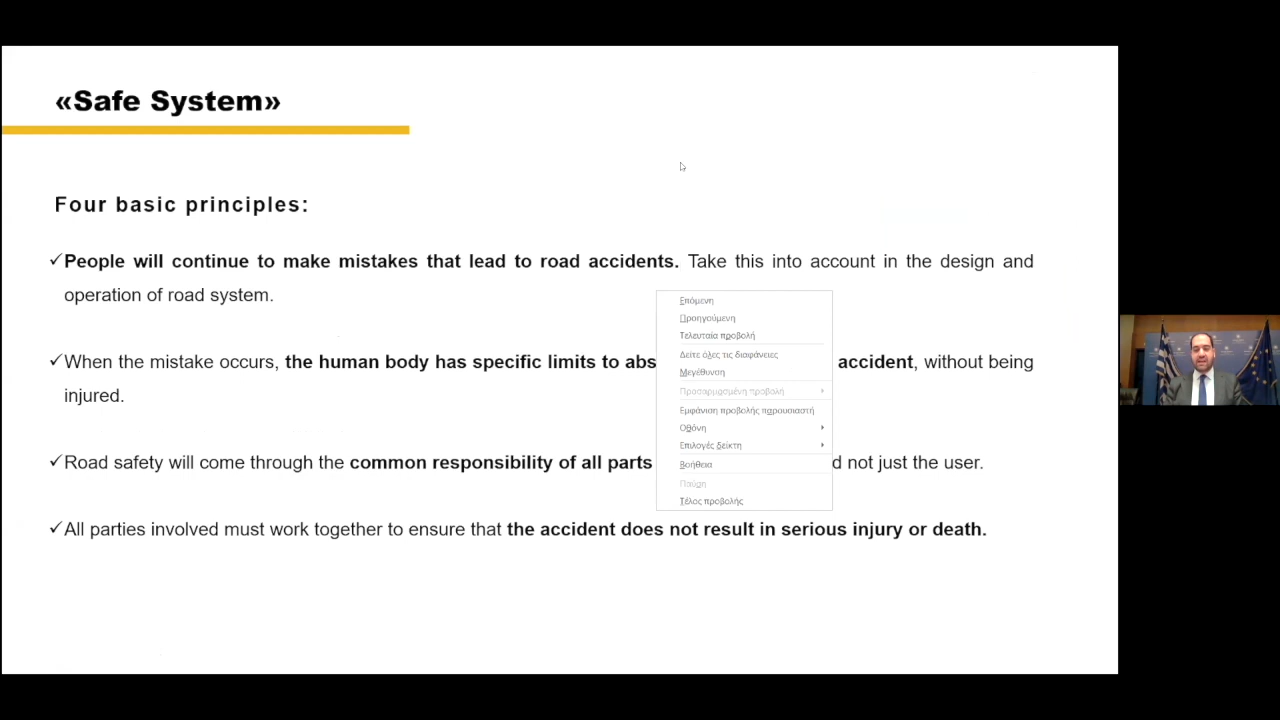 «Safe System»
Four basic principles:
✓People will continue to make mistakes that lead to road accidents. Take this into account in the design and
operation of road system.
✓When the mistake occurs, the human body has specific limits to abs accident, without being
injured.
✓Road safety will come through the common responsibility of all parts d not just the user.
✓All parties involved must work together to ensure that the accident does not result in serious injury or death.
Επόμενη
Προηγούμενη
Τελευταία προβολή
Δείτε όλες τις διαφάνειες
Μεγέθυνση
Προσαρμοσμένη προβολή
Εμφάνιση προβολής παρουσιαστή
Οθόνη
Επιλογές δείκτη
Βοήθεια
Παύση
Τέλος προβολής